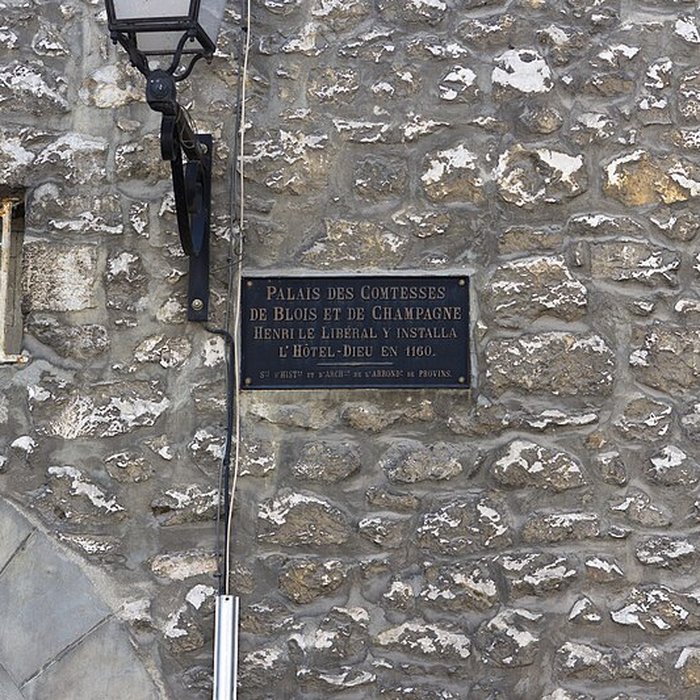 PALAIS DES COMTESSES
DE BLOIS ET DE CHAMPAGNE
HENRI LE LIBÉRAL Y INSTALLA
L'HÔTEL-DIEU EN 1160.
STÉ D'HISTRE ET D'ARCHGIE DE L'ARRONDT DE PROVINS.